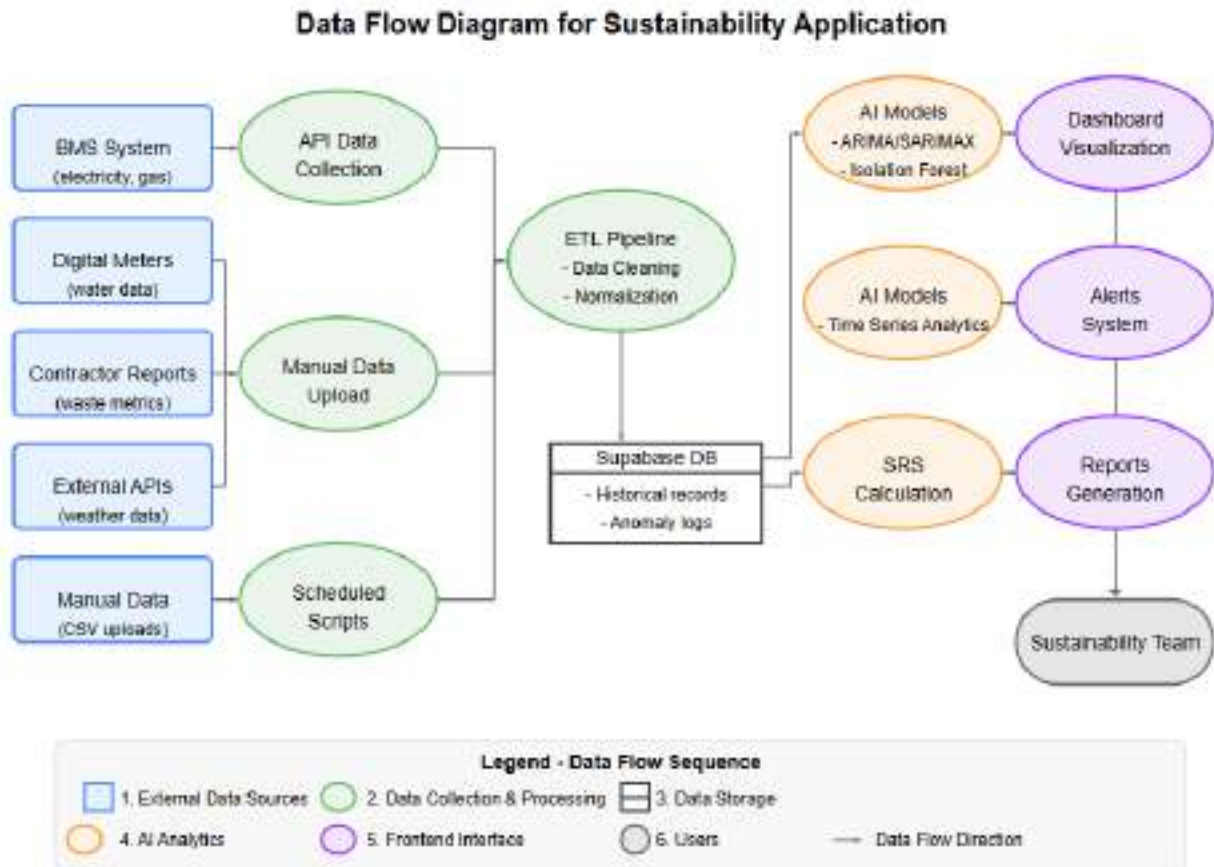 Data Flow Diagram for Sustainability Application
BMS System
(electricity, gas)
API Data
Collection
Digital Meters
(water data)
Contractor Reports
(waste metrics)
External APIs
(weather data)
Manual Data
Upload
Manual Data
(CSV uploads)
Scheduled
Scripts
ETL Pipeline
- Data Cleaning
- Normalization
Supabase DB
- Historical records
- Anomaly logs
AI Models
- ARIMA/SARIMAX
- Isolation Forest
Dashboard
Visualization
AI Models
- Time Series Analytics
Alerts
System
SRS
Calculation
Reports
Generation
Sustainability Team
Legend - Data Flow Sequence
1. External Data Sources
2. Data Collection & Processing
3. Data Storage
4. AI Analytics
5. Frontend Interface
6. Users
Data Flow Direction